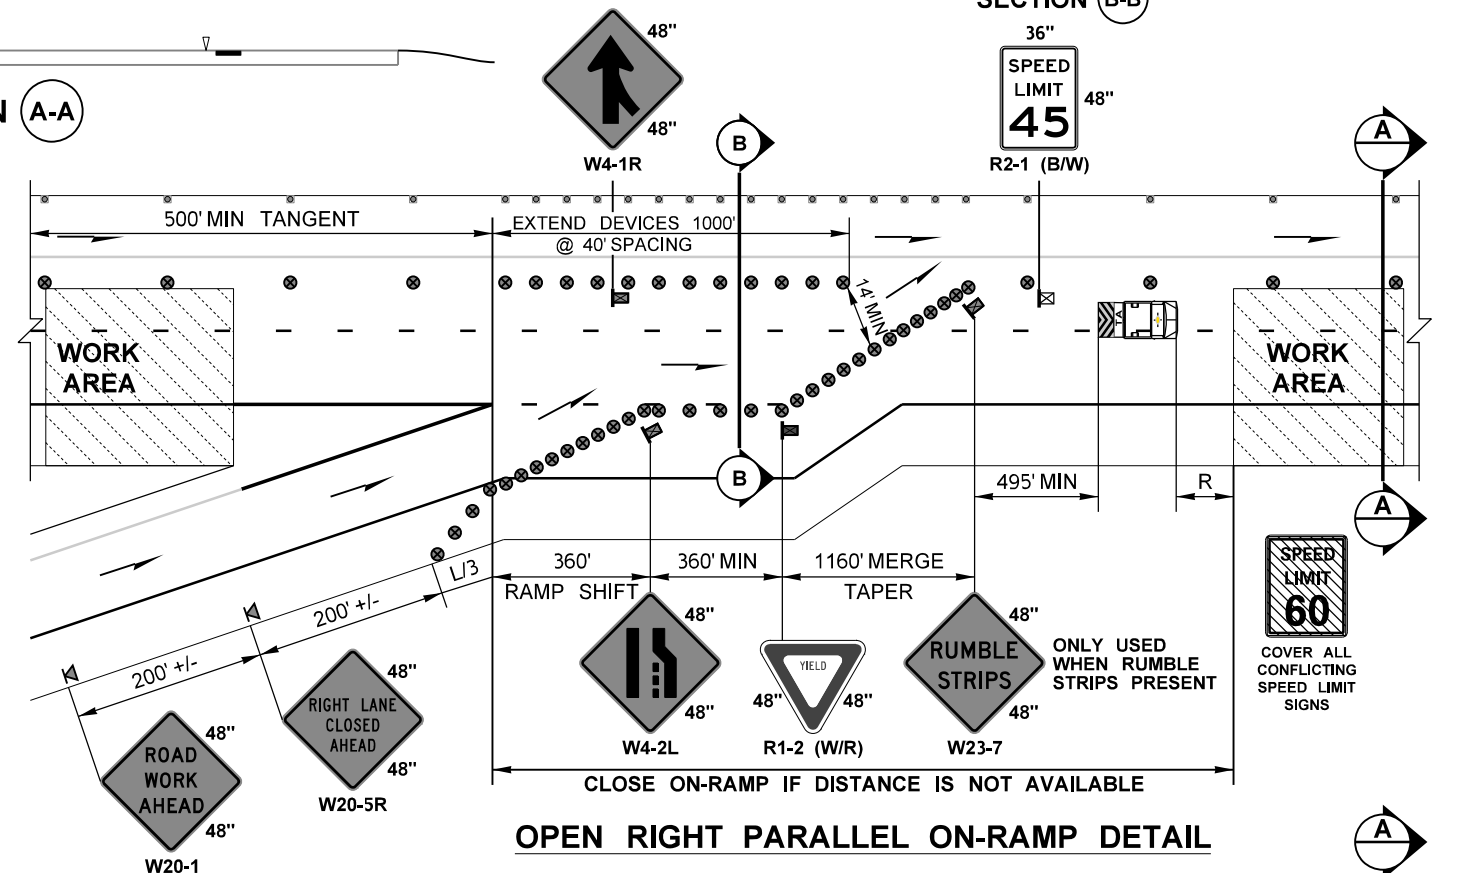 SECTION B-B
N A-A
48"
48"
W4-1R
36"
SPEED
LIMIT
45
48"
R2-1 (B/W)
B
A
500' MIN TANGENT
EXTEND DEVICES 1000'
@ 40' SPACING
14' MIN
WORK
AREA
TA
WORK
AREA
B
A
495' MIN
R
L/3
360'
RAMP SHIFT
360' MIN
1160' MERGE
TAPER
200' +/-
200' +/-
SPEED
LIMIT
60
COVER ALL
CONFLICTING
SPEED LIMIT
SIGNS
48"
48"
W4-2L
YIELD
48"
48"
R1-2 (W/R)
RUMBLE
STRIPS
48"
48"
W23-7
ONLY USED
WHEN RUMBLE
STRIPS PRESENT
RIGHT LANE
CLOSED
AHEAD
48"
48"
W20-5R
ROAD
WORK
AHEAD
48"
48"
W20-1
CLOSE ON-RAMP IF DISTANCE IS NOT AVAILABLE
OPEN RIGHT PARALLEL ON-RAMP DETAIL
A